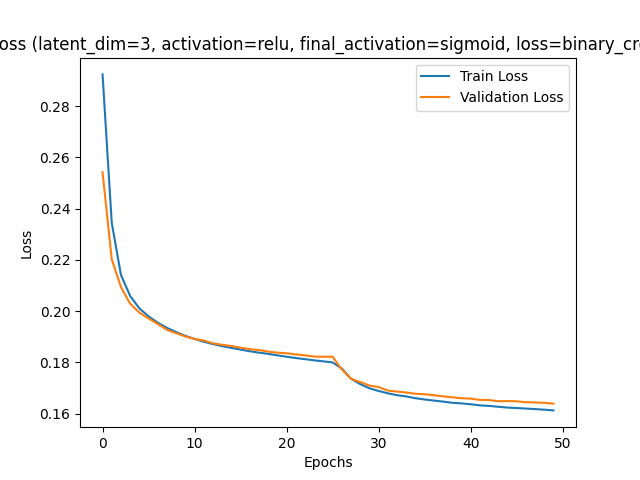 oss (latent_dim=3, activation=relu, final_activation=sigmoid, loss=binary_cr
Train Loss
Validation Loss
Loss
0.28
0.26
0.24
0.22
0.20
0.18
0.16
0 10 20 30 40 50
Epochs